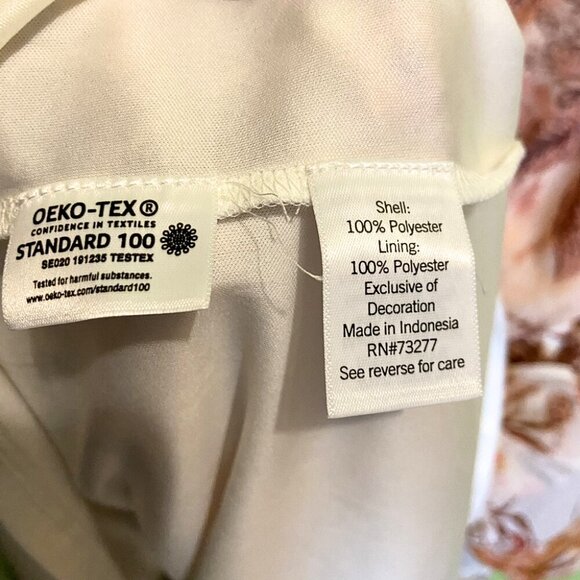 OEKO-TEX®
CONFIDENCE IN TEXTILES
STANDARD 100
SE020 191235 TESTEX
Tested for harmful substances.
www.oeko-tex.com/standard100
Shell:
100% Polyester
Lining:
100% Polyester
Exclusive of
Decoration
Made in Indonesia
RN#73277
See reverse for care